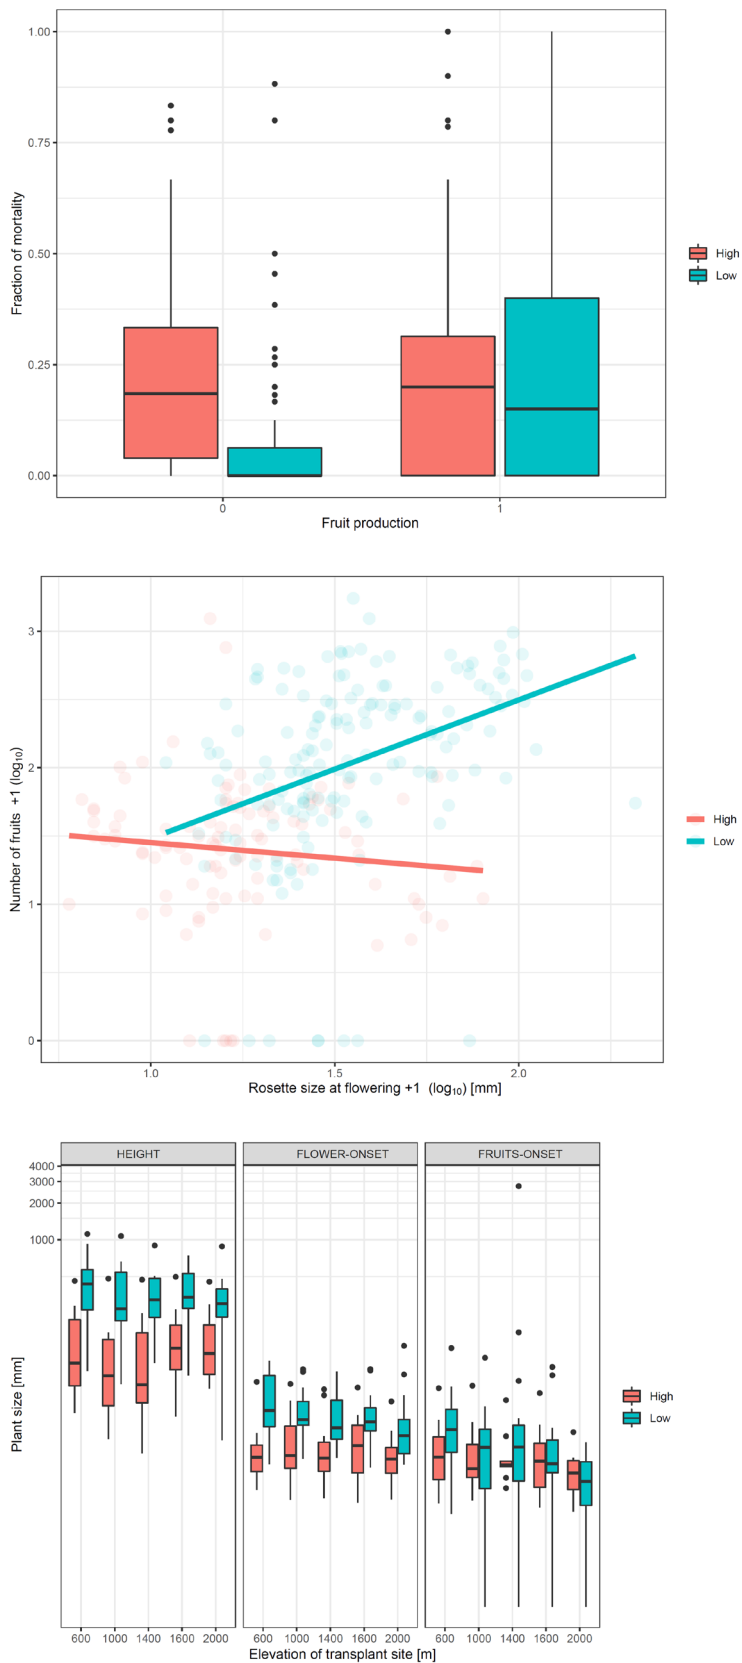 1.00
0.75
0.50
0.25
0.00
Fraction of mortality
0 1
Fruit production
High
Low
3
2
1
0
Number of fruits +1 (log₁₀)
1.0 1.5 2.0
Rosette size at flowering +1 (log₁₀) [mm]
High
Low
HEIGHT FLOWER-ONSET FRUITS-ONSET
4000
3000
2000
1000
Plant size [mm]
600 1000 1400 1600 2000 600 1000 1400 1600 2000 600 1000 1400 1600 2000
Elevation of transplant site [m]
High
Low